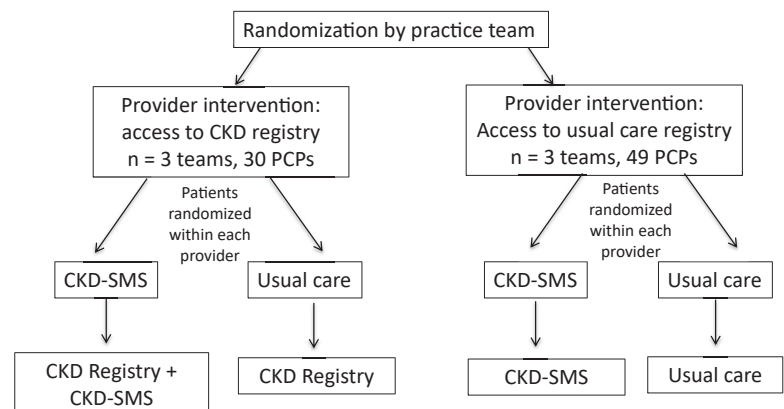 Randomization by practice team
Provider intervention:
access to CKD registry
n = 3 teams, 30 PCPs
Provider intervention:
Access to usual care registry
n = 3 teams, 49 PCPs
Patients
randomized
within each
provider
Patients
randomized
within each
provider
CKD-SMS
Usual care
CKD-SMS
Usual care
CKD Registry +
CKD-SMS
CKD Registry
CKD-SMS
Usual care